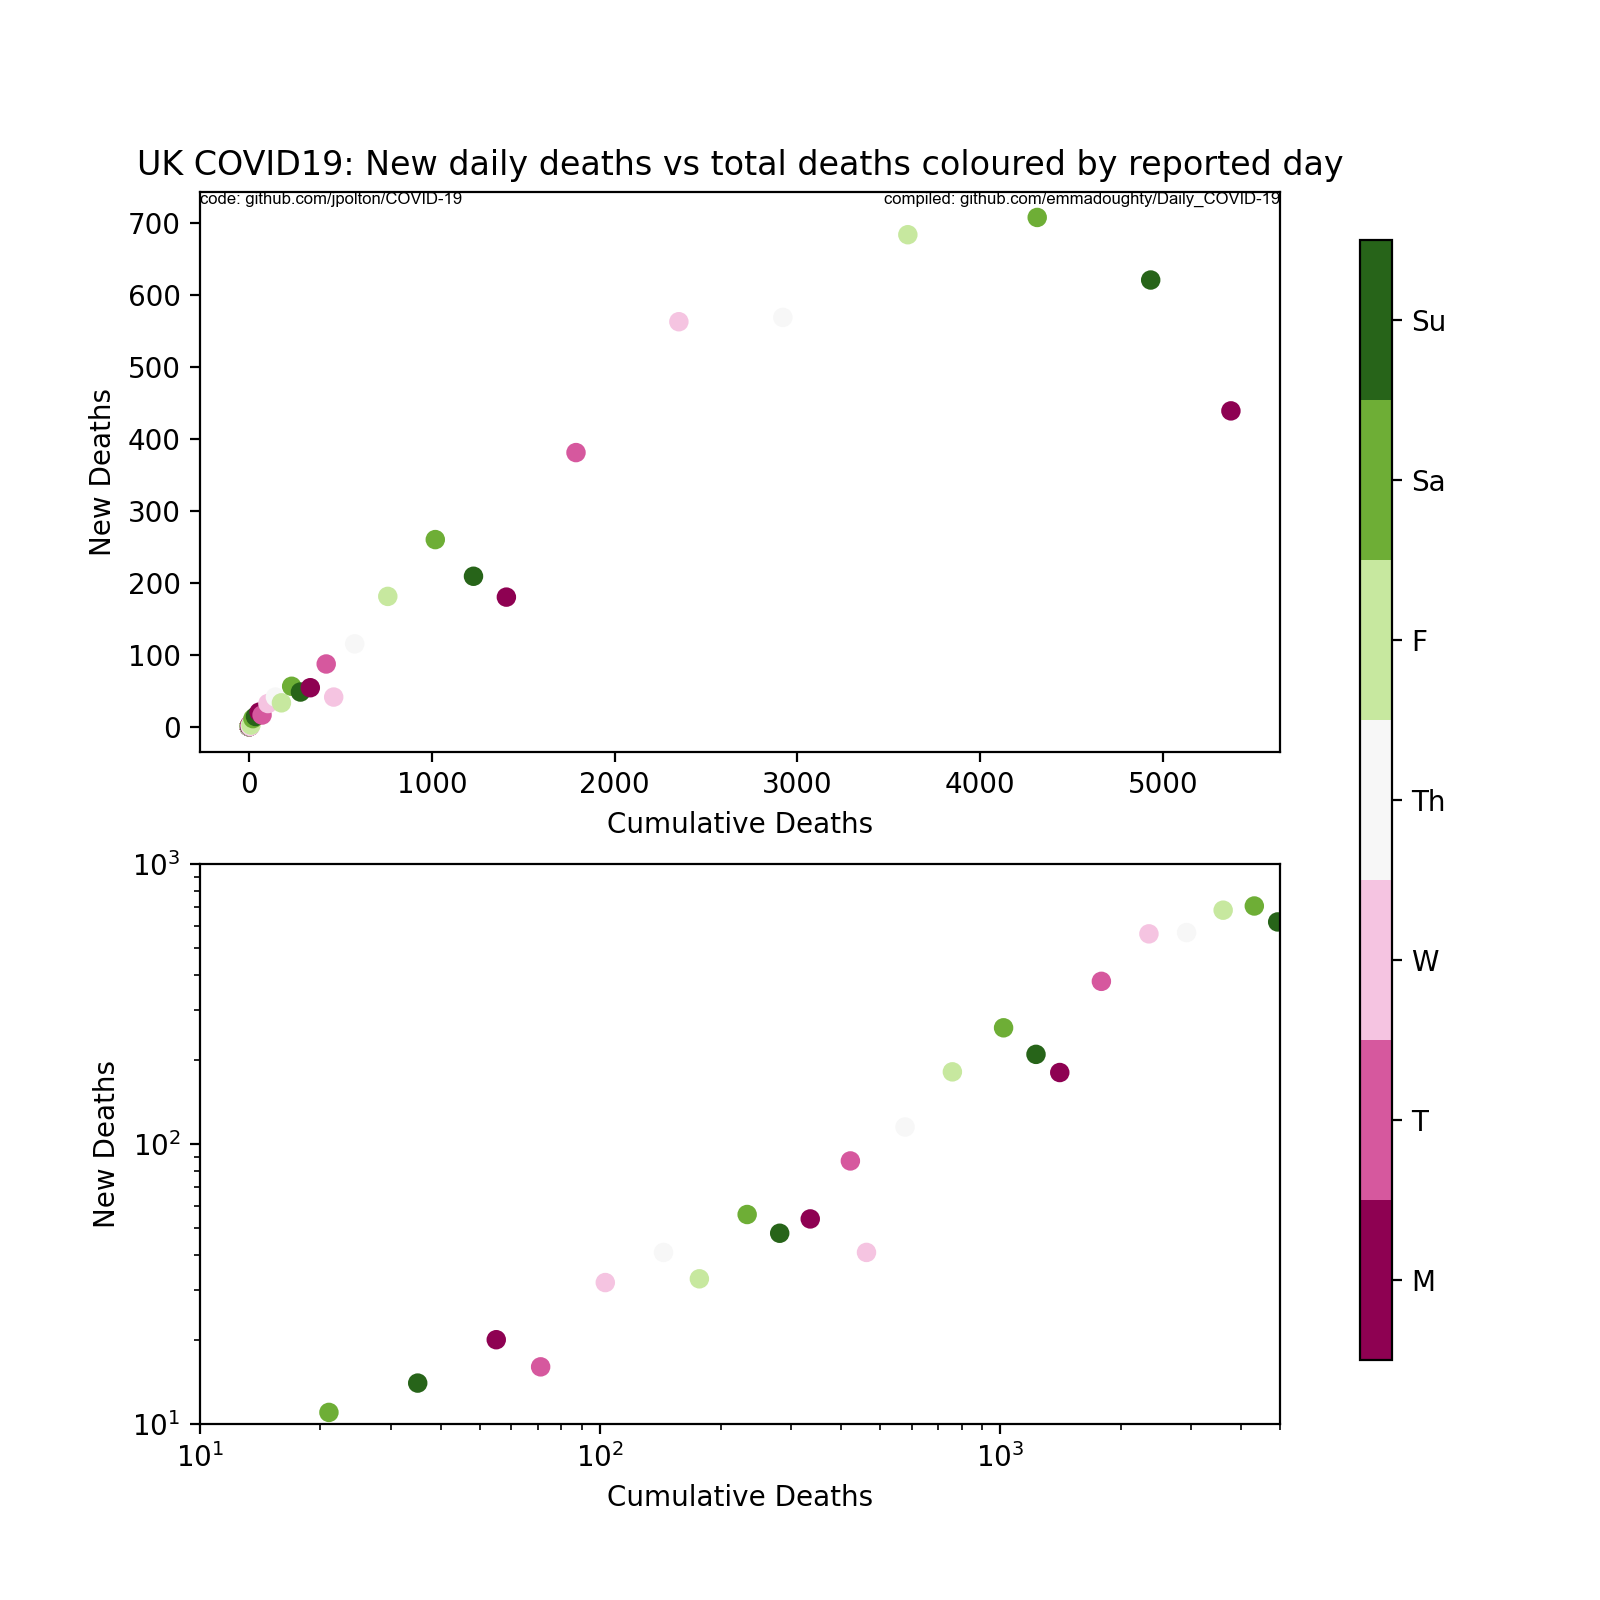 UK COVID19: New daily deaths vs total deaths coloured by reported day
code: github.com/jpolton/COVID-19
compiled: github.com/emmadoughty/Daily_COVID-19
700
600
500
400
300
200
100
0
New Deaths
0 1000 2000 3000 4000 5000
Cumulative Deaths
10³
10²
10¹
New Deaths
10¹ 10² 10³
Cumulative Deaths
Su
Sa
F
Th
W
T
M